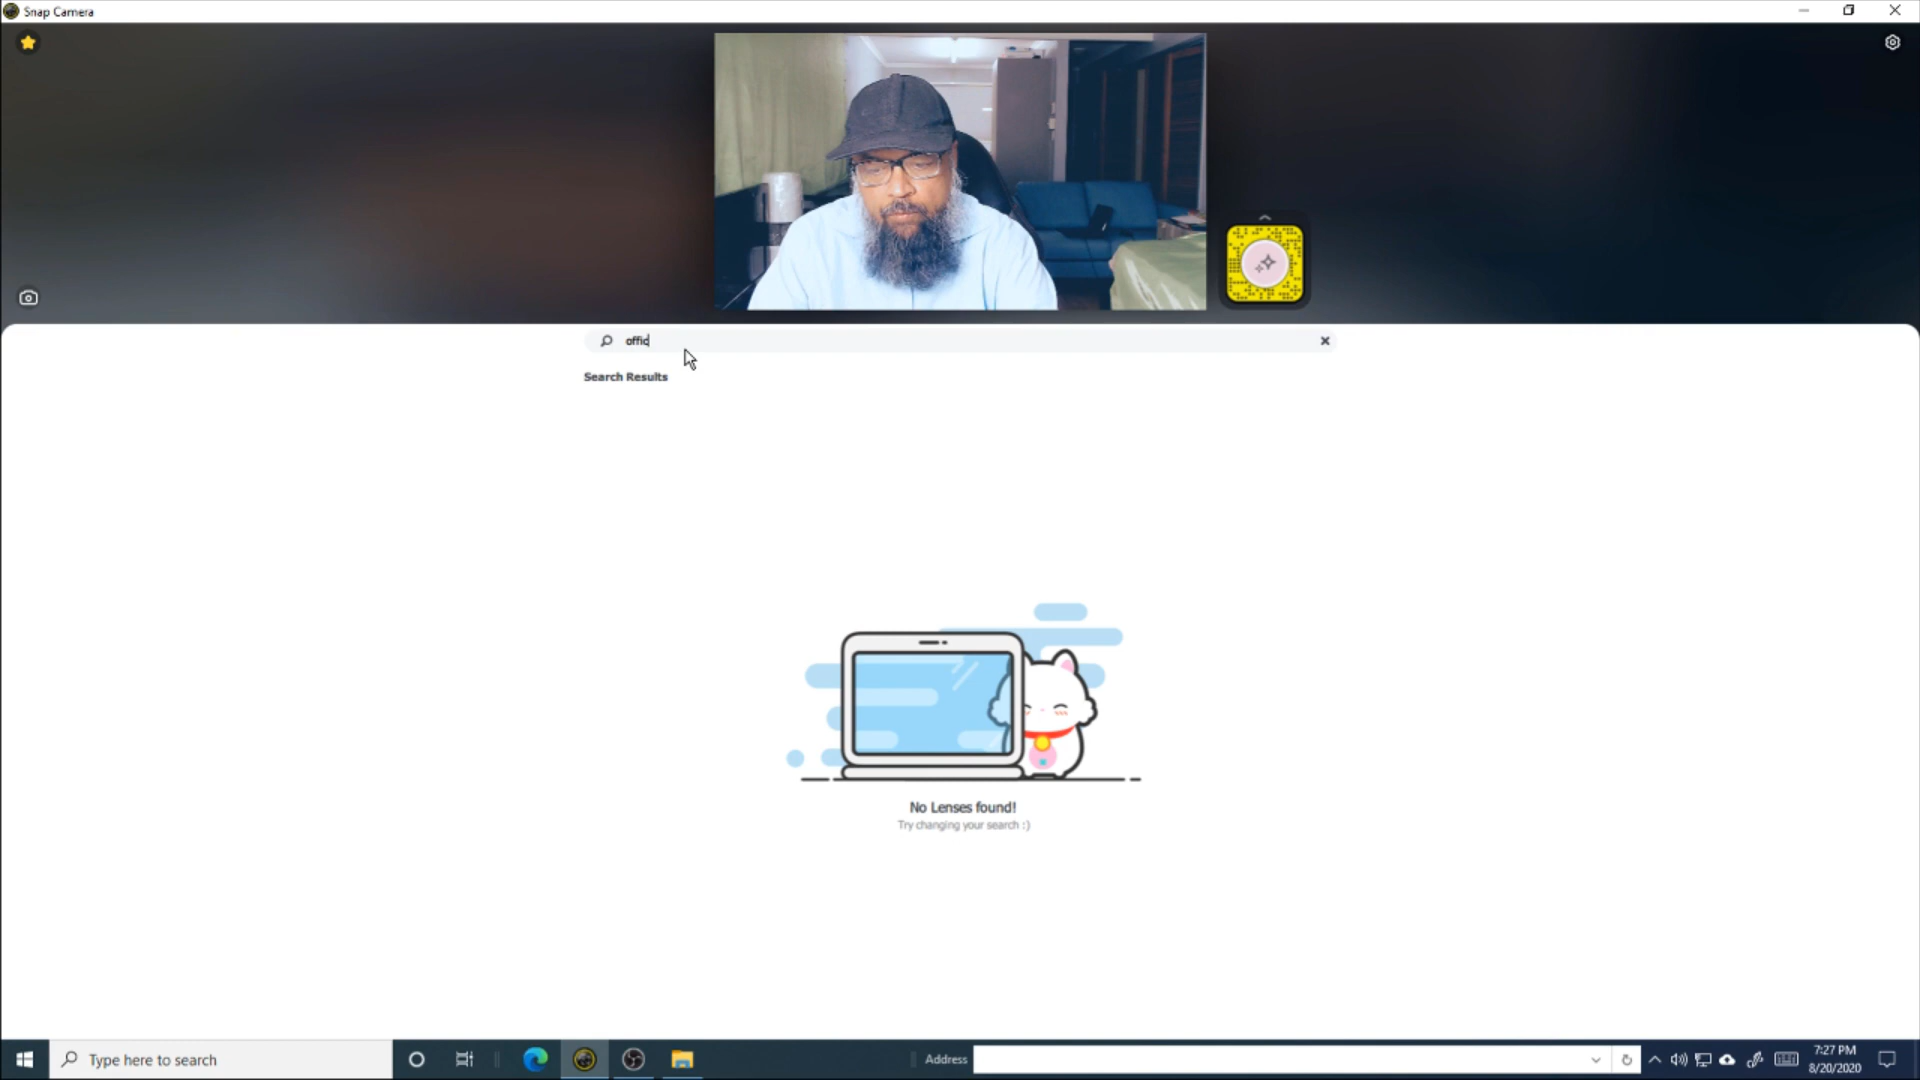 Snap Camera
offic
Search Results
No Lenses found!
Try changing your search :)
Type here to search
Address
7:27 PM
8/20/2020